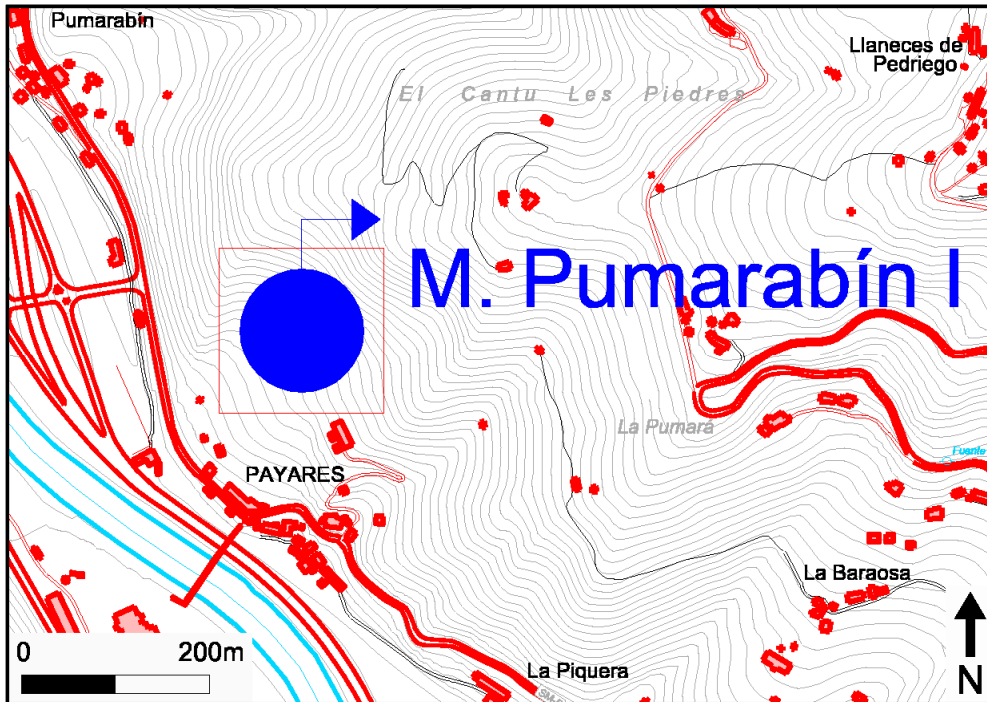 Pumarabín
Llaneces de
Pedriego
El Cantu Les Piedres
M. Pumarabín I
La Pumará
Fuente
PAYARES
La Baraosa
0 200m
La Piquera
N